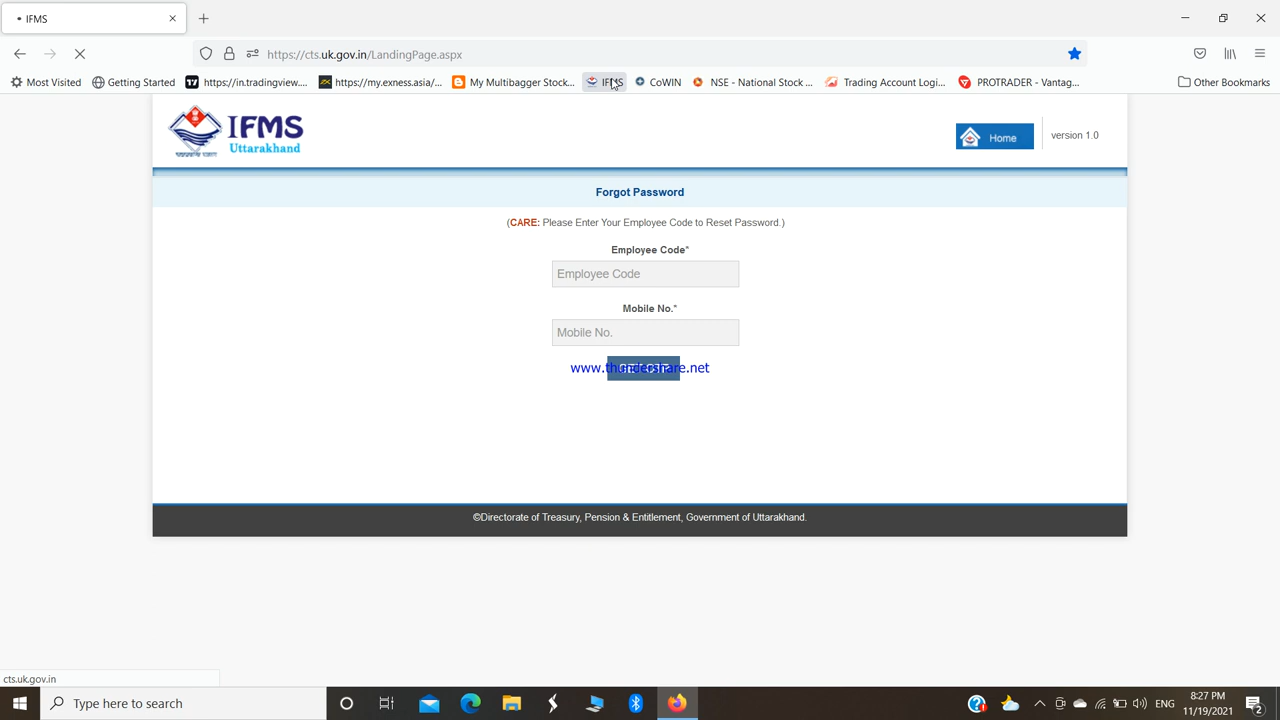 IFMS
https://cts.uk.gov.in/LandingPage.aspx
Most Visited Getting Started https://in.tradingview.... https://my.exness.asia/... My Multibagger Stock... IFMS CoWIN NSE - National Stock ... Trading Account Logi... PROTRADER - Vantag... Other Bookmarks
IFMS
Uttarakhand
Home
version 1.0
Forgot Password
(CARE: Please Enter Your Employee Code to Reset Password.)
Employee Code*
Employee Code
Mobile No.*
Mobile No.
www.thundershare.net
©Directorate of Treasury, Pension & Entitlement, Government of Uttarakhand.
cts.uk.gov.in
Type here to search
ENG
8:27 PM
11/19/2021
2